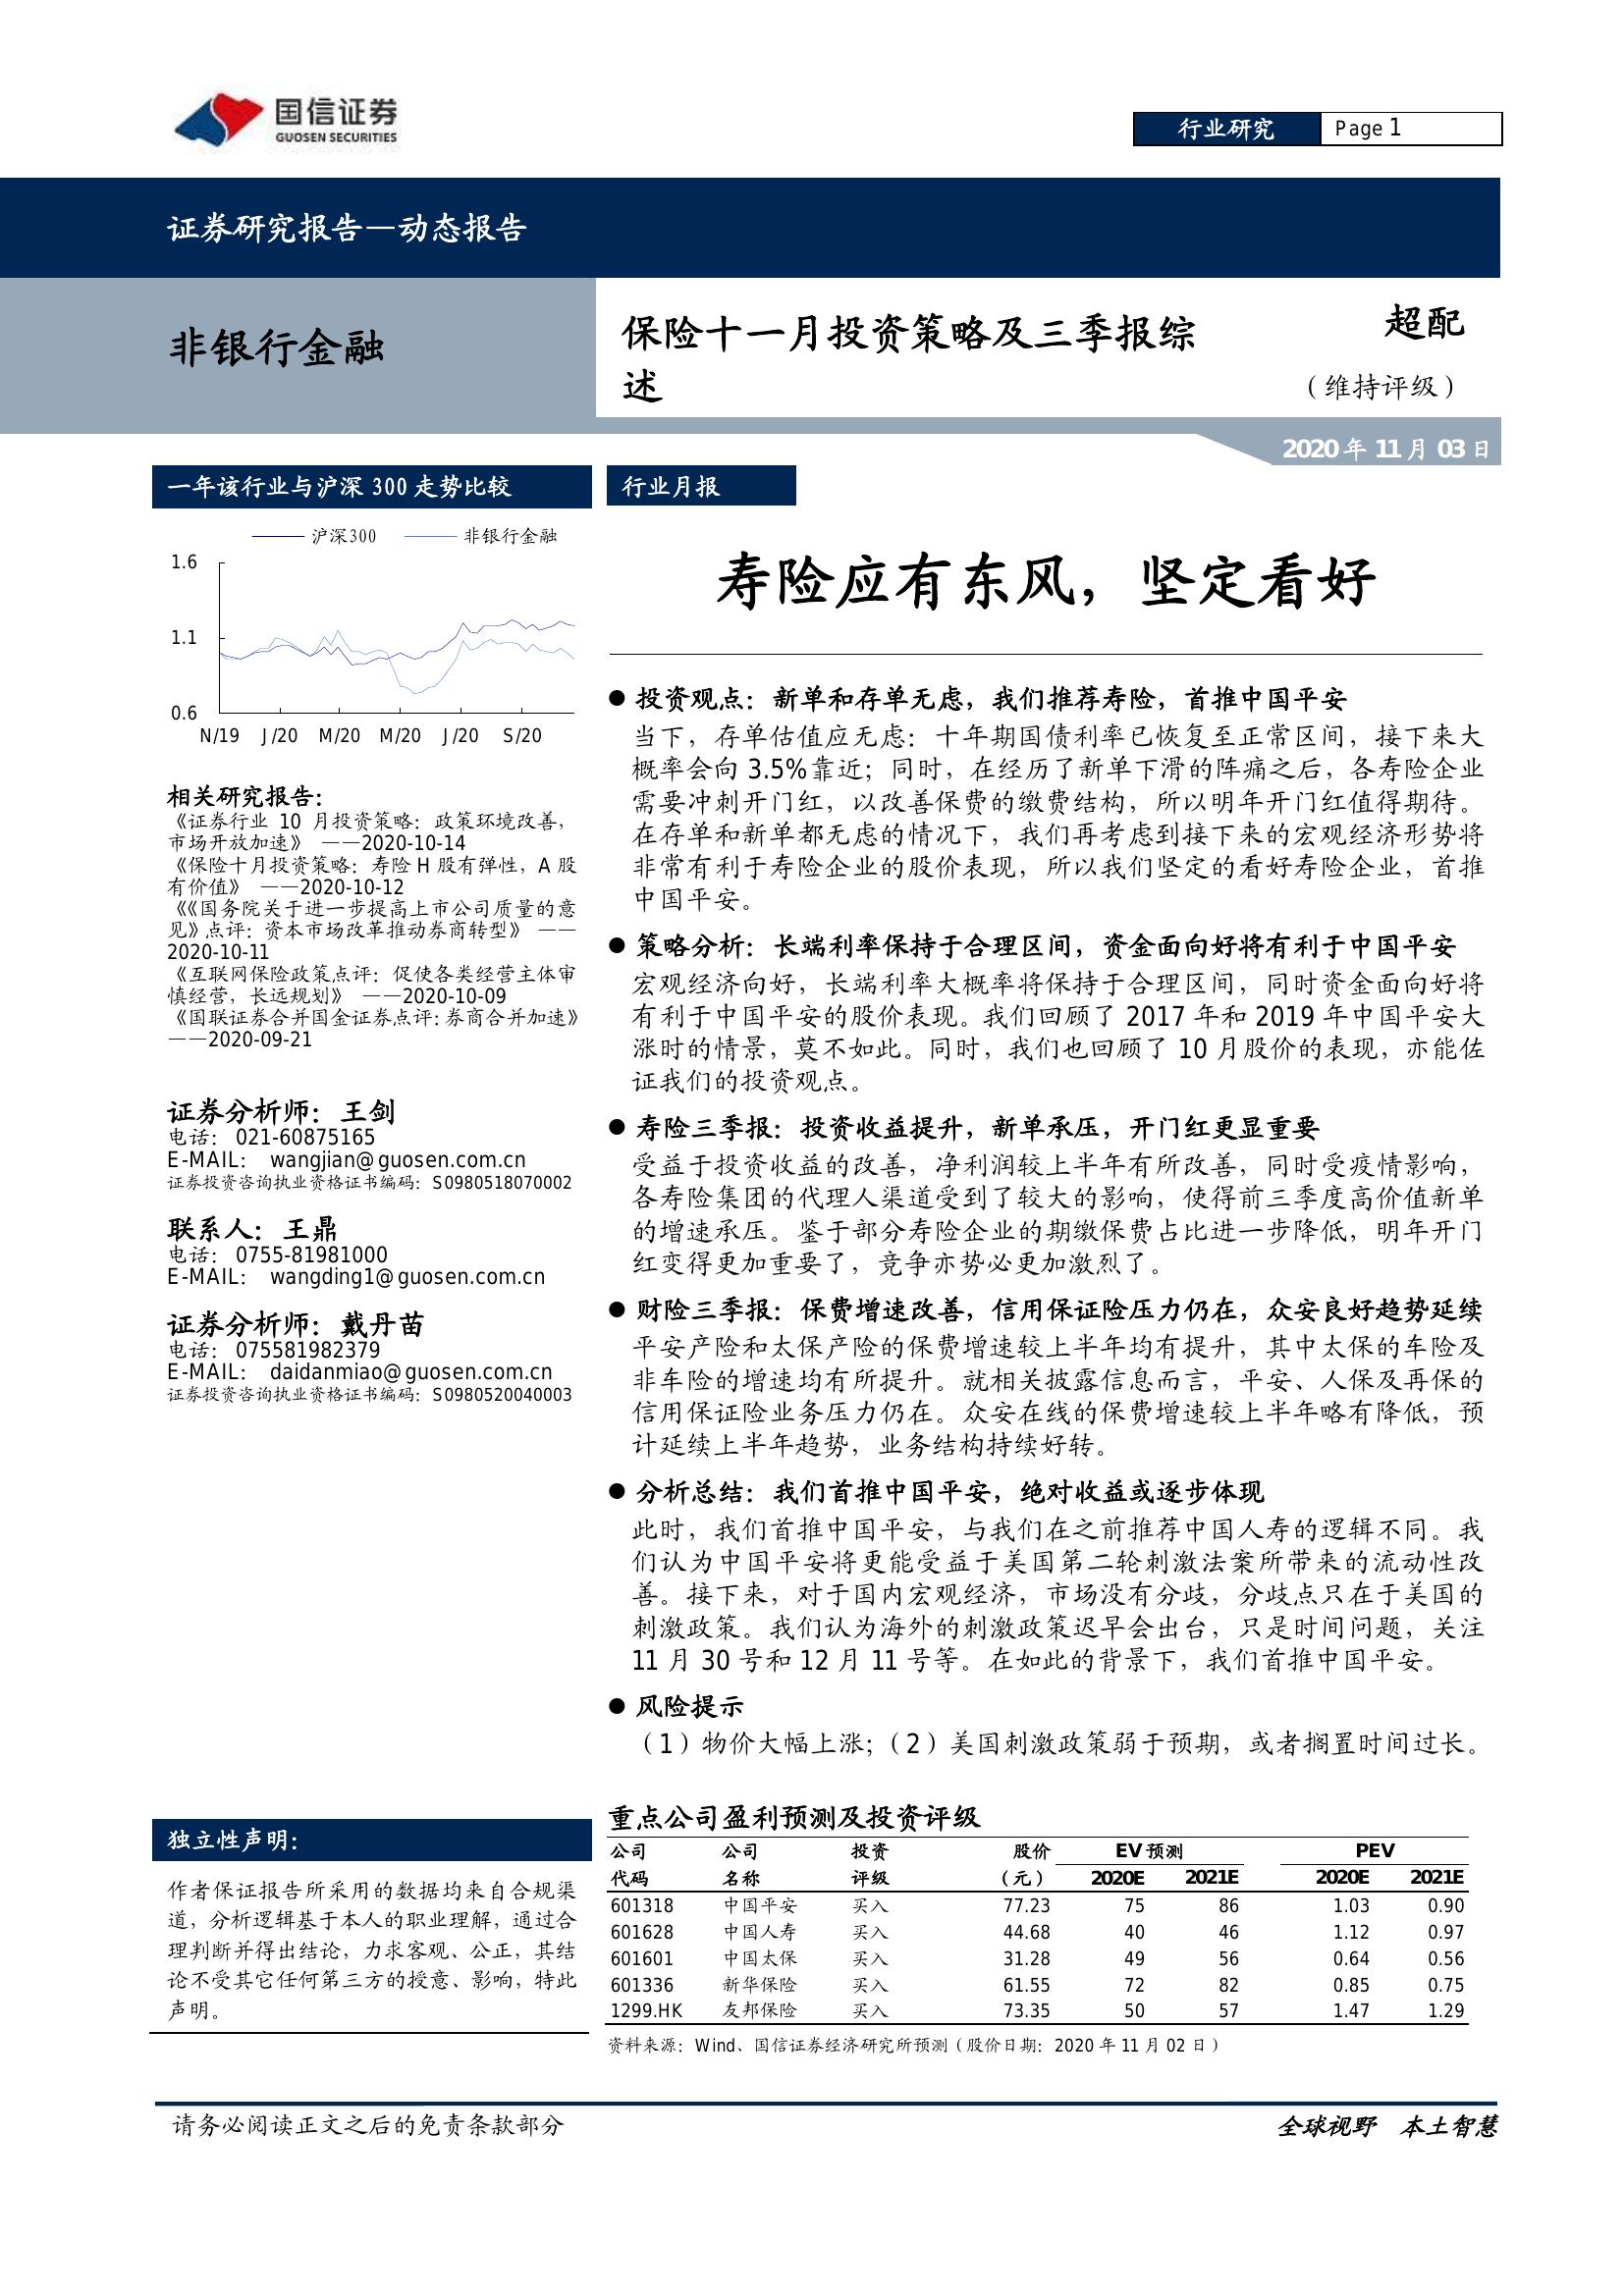 国信证券
GUOSEN SECURITIES
行业研究
Page 1
证券研究报告—动态报告
非银行金融
保险十一月投资策略及三季报综
述
超配
（维持评级）
2020 年 11 月 03 日
一年该行业与沪深 300 走势比较
沪深300 非银行金融
1.6
1.1
0.6
N/19 J/20 M/20 M/20 J/20 S/20
相关研究报告：
《证券行业 10 月投资策略：政策环境改善，
市场开放加速》 ——2020-10-14
《保险十月投资策略：寿险 H 股有弹性，A 股
有价值》 ——2020-10-12
《《国务院关于进一步提高上市公司质量的意
见》点评：资本市场改革推动券商转型》 ——
2020-10-11
《互联网保险政策点评：促使各类经营主体审
慎经营，长远规划》 ——2020-10-09
《国联证券合并国金证券点评：券商合并加速》
——2020-09-21
证券分析师：王剑
电话： 021-60875165
E-MAIL： wangjian@guosen.com.cn
证券投资咨询执业资格证书编码：S0980518070002
联系人：王鼎
电话： 0755-81981000
E-MAIL： wangding1@guosen.com.cn
证券分析师：戴丹苗
电话： 075581982379
E-MAIL： daidanmiao@guosen.com.cn
证券投资咨询执业资格证书编码：S0980520040003
独立性声明：
作者保证报告所采用的数据均来自合规渠
道，分析逻辑基于本人的职业理解，通过合
理判断并得出结论，力求客观、公正，其结
论不受其它任何第三方的授意、影响，特此
声明。
行业月报
寿险应有东风，坚定看好
● 投资观点：新单和存单无虑，我们推荐寿险，首推中国平安
当下，存单估值应无虑：十年期国债利率已恢复至正常区间，接下来大
概率会向 3.5%靠近；同时，在经历了新单下滑的阵痛之后，各寿险企业
需要冲刺开门红，以改善保费的缴费结构，所以明年开门红值得期待。
在存单和新单都无虑的情况下，我们再考虑到接下来的宏观经济形势将
非常有利于寿险企业的股价表现，所以我们坚定的看好寿险企业，首推
中国平安。
● 策略分析：长端利率保持于合理区间，资金面向好将有利于中国平安
宏观经济向好，长端利率大概率将保持于合理区间，同时资金面向好将
有利于中国平安的股价表现。我们回顾了 2017 年和 2019 年中国平安大
涨时的情景，莫不如此。同时，我们也回顾了 10 月股价的表现，亦能佐
证我们的投资观点。
● 寿险三季报：投资收益提升，新单承压，开门红更显重要
受益于投资收益的改善，净利润较上半年有所改善，同时受疫情影响，
各寿险集团的代理人渠道受到了较大的影响，使得前三季度高价值新单
的增速承压。鉴于部分寿险企业的期缴保费占比进一步降低，明年开门
红变得更加重要了，竞争亦势必更加激烈了。
● 财险三季报：保费增速改善，信用保证险压力仍在，众安良好趋势延续
平安产险和太保产险的保费增速较上半年均有提升，其中太保的车险及
非车险的增速均有所提升。就相关披露信息而言，平安、人保及再保的
信用保证险业务压力仍在。众安在线的保费增速较上半年略有降低，预
计延续上半年趋势，业务结构持续好转。
● 分析总结：我们首推中国平安，绝对收益或逐步体现
此时，我们首推中国平安，与我们在之前推荐中国人寿的逻辑不同。我
们认为中国平安将更能受益于美国第二轮刺激法案所带来的流动性改
善。接下来，对于国内宏观经济，市场没有分歧，分歧点只在于美国的
刺激政策。我们认为海外的刺激政策迟早会出台，只是时间问题，关注
11 月 30 号和 12 月 11 号等。在如此的背景下，我们首推中国平安。
● 风险提示
（1）物价大幅上涨；（2）美国刺激政策弱于预期，或者搁置时间过长。
重点公司盈利预测及投资评级
公司 公司 投资 股价 EV 预测 PEV
代码 名称 评级 （元） 2020E 2021E 2020E 2021E
601318 中国平安 买入 77.23 75 86 1.03 0.90
601628 中国人寿 买入 44.68 40 46 1.12 0.97
601601 中国太保 买入 31.28 49 56 0.64 0.56
601336 新华保险 买入 61.55 72 82 0.85 0.75
1299.HK 友邦保险 买入 73.35 50 57 1.47 1.29
资料来源：Wind、国信证券经济研究所预测（股价日期：2020 年 11 月 02 日）
请务必阅读正文之后的免责条款部分
全球视野 本土智慧